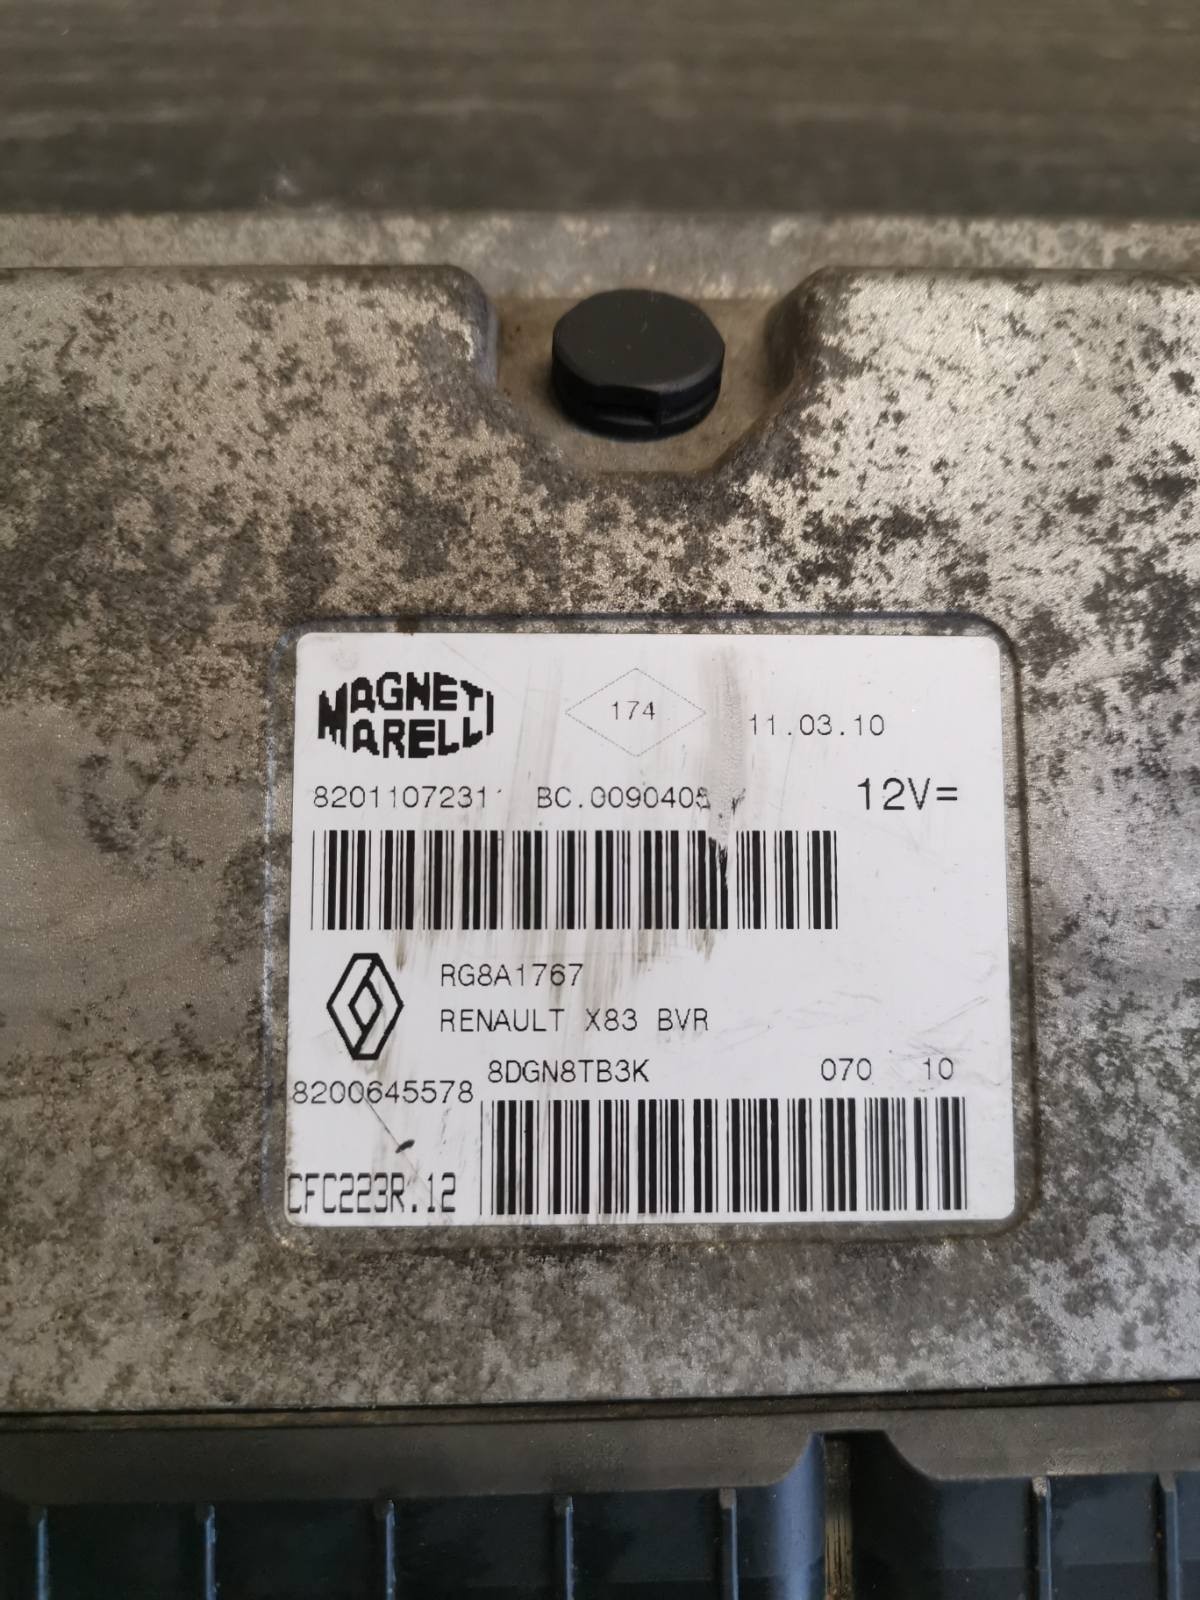 MAGNETI
MARELLI
174
11.03.10
8201107231 BC.0090405
12V=
RG8A1767
RENAULT X83 BVR
8DGN8TB3K 070 10
8200645578
CFC223R.12